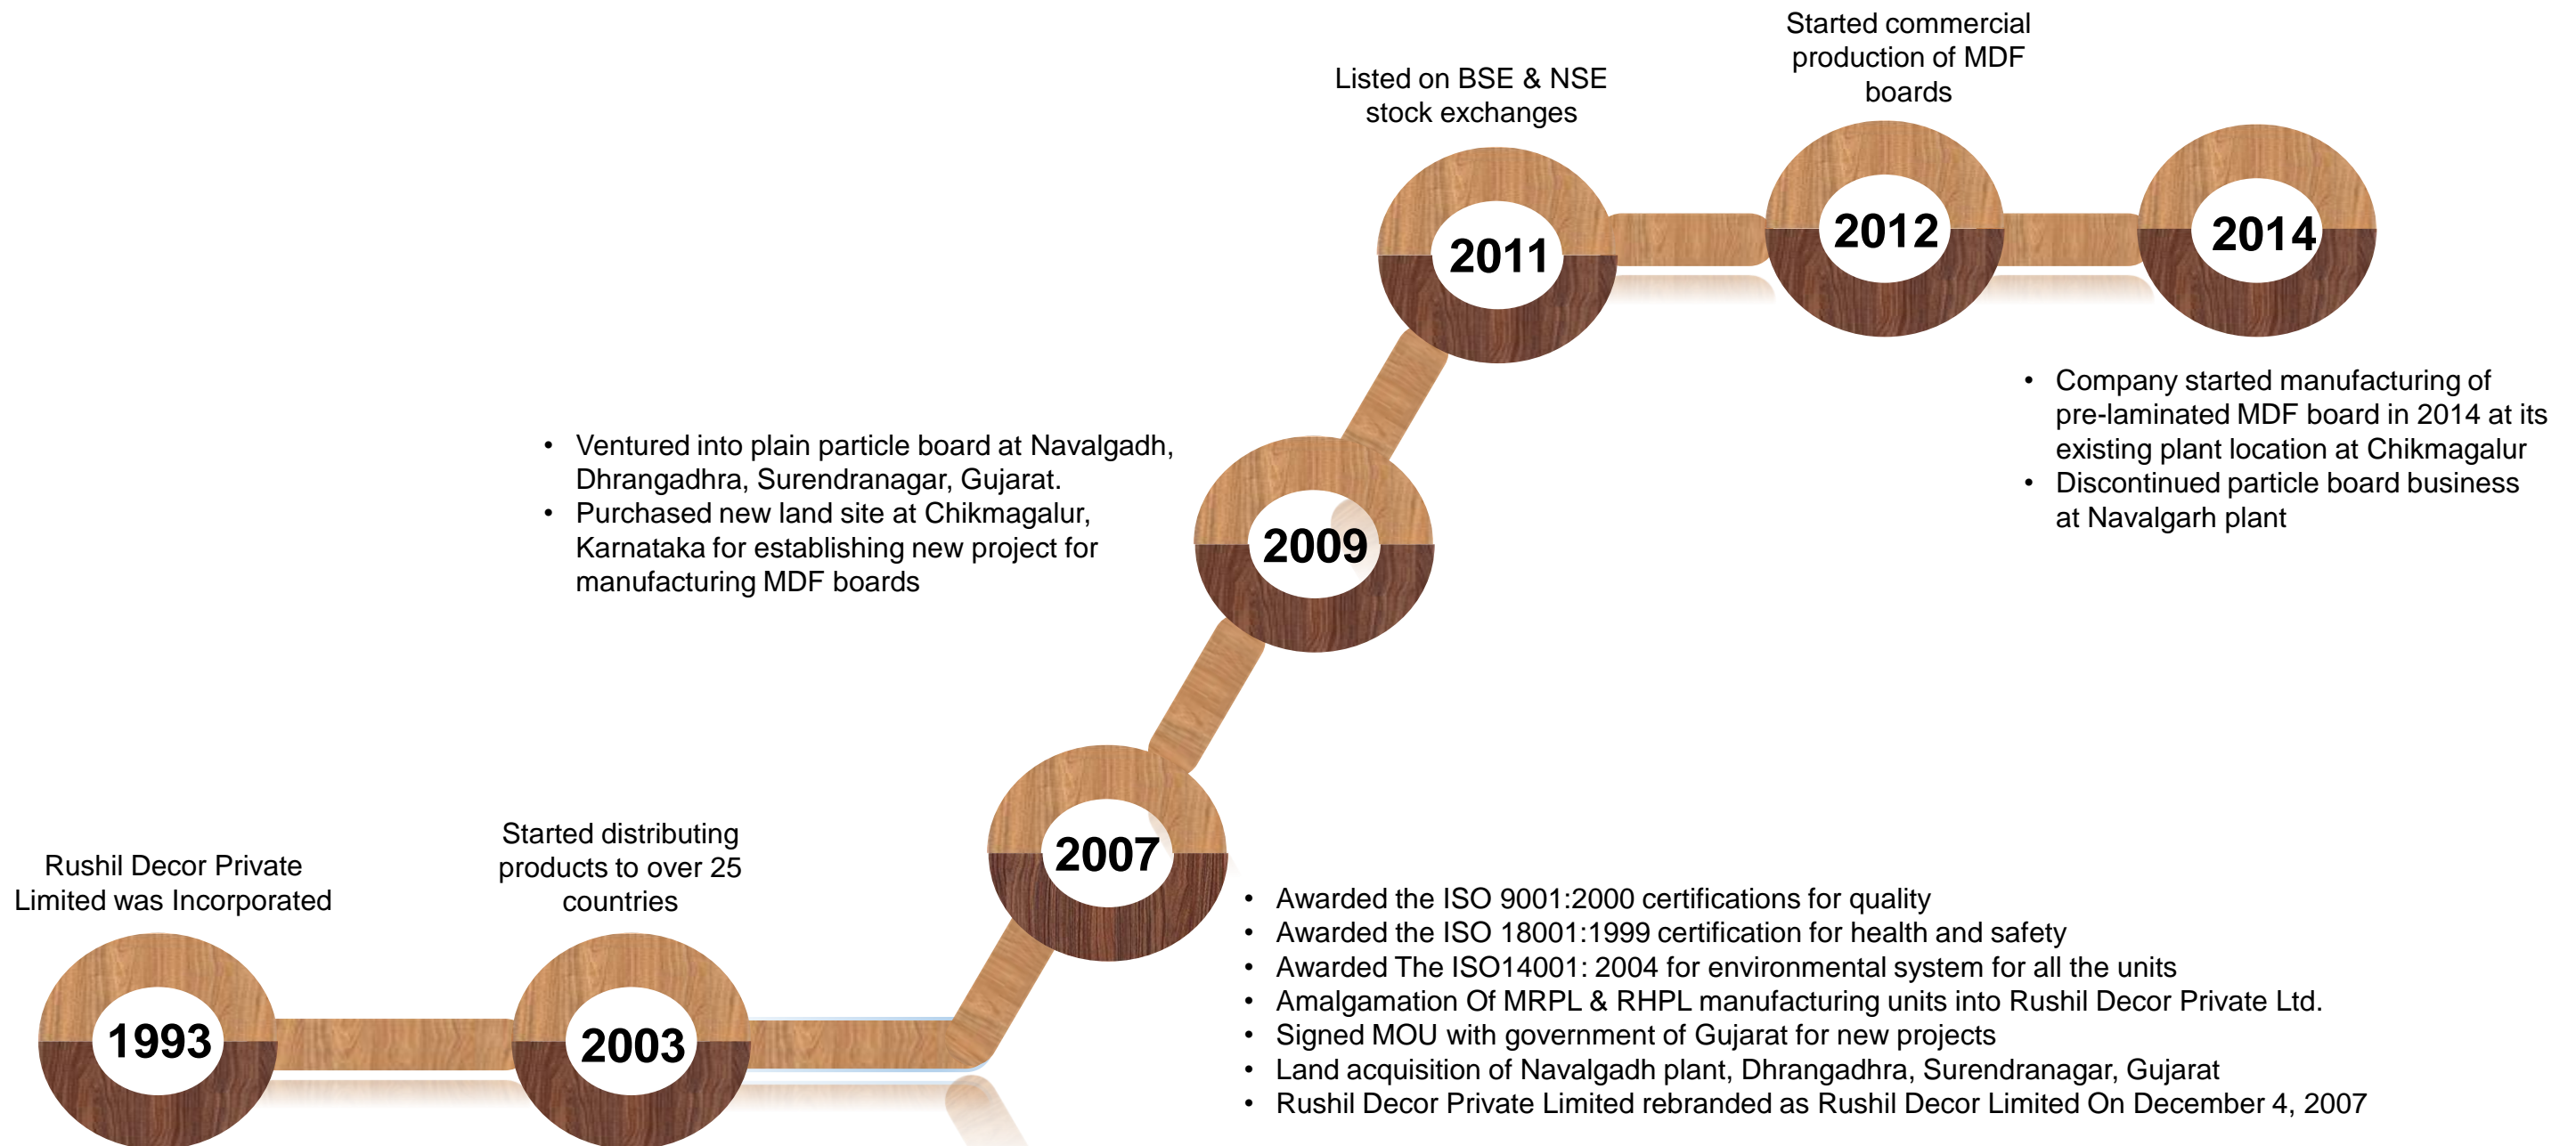 Rushil Decor Private
Limited was Incorporated
1993
Started distributing
products to over 25
countries
2003
2007
• Awarded the ISO 9001:2000 certifications for quality
• Awarded the ISO 18001:1999 certification for health and safety
• Awarded The ISO14001: 2004 for environmental system for all the units
• Amalgamation Of MRPL & RHPL manufacturing units into Rushil Decor Private Ltd.
• Signed MOU with government of Gujarat for new projects
• Land acquisition of Navalgadh plant, Dhrangadhra, Surendranagar, Gujarat
• Rushil Decor Private Limited rebranded as Rushil Decor Limited On December 4, 2007
• Ventured into plain particle board at Navalgadh,
Dhrangadhra, Surendranagar, Gujarat.
• Purchased new land site at Chikmagalur,
Karnataka for establishing new project for
manufacturing MDF boards
2009
Listed on BSE & NSE
stock exchanges
2011
Started commercial
production of MDF
boards
2012
2014
• Company started manufacturing of
pre-laminated MDF board in 2014 at its
existing plant location at Chikmagalur
• Discontinued particle board business
at Navalgarh plant